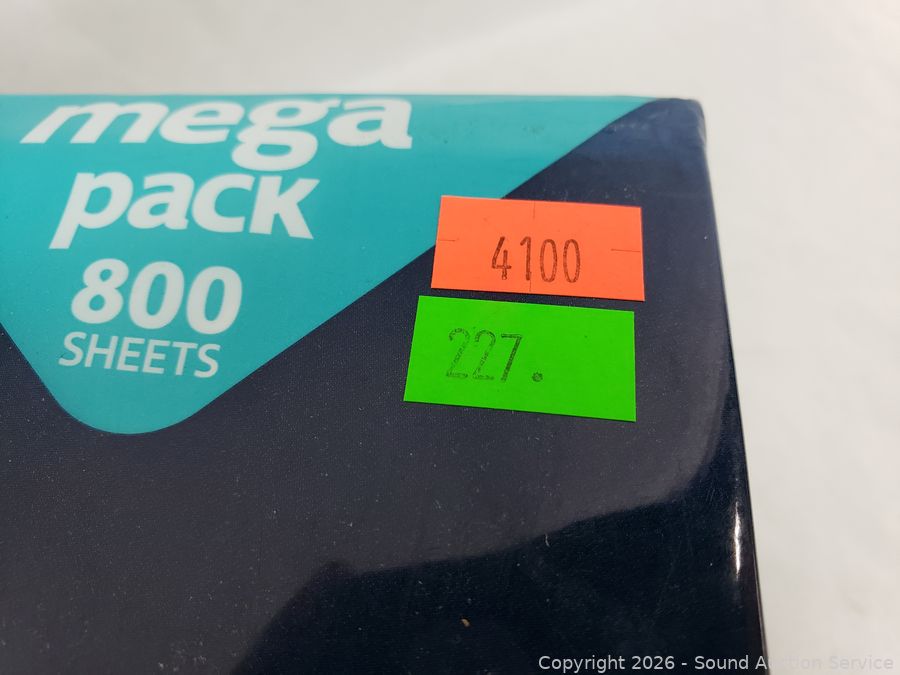 mega
pack
800
SHEETS
4100
227.
Copyright 2026 - Sound Auction Service